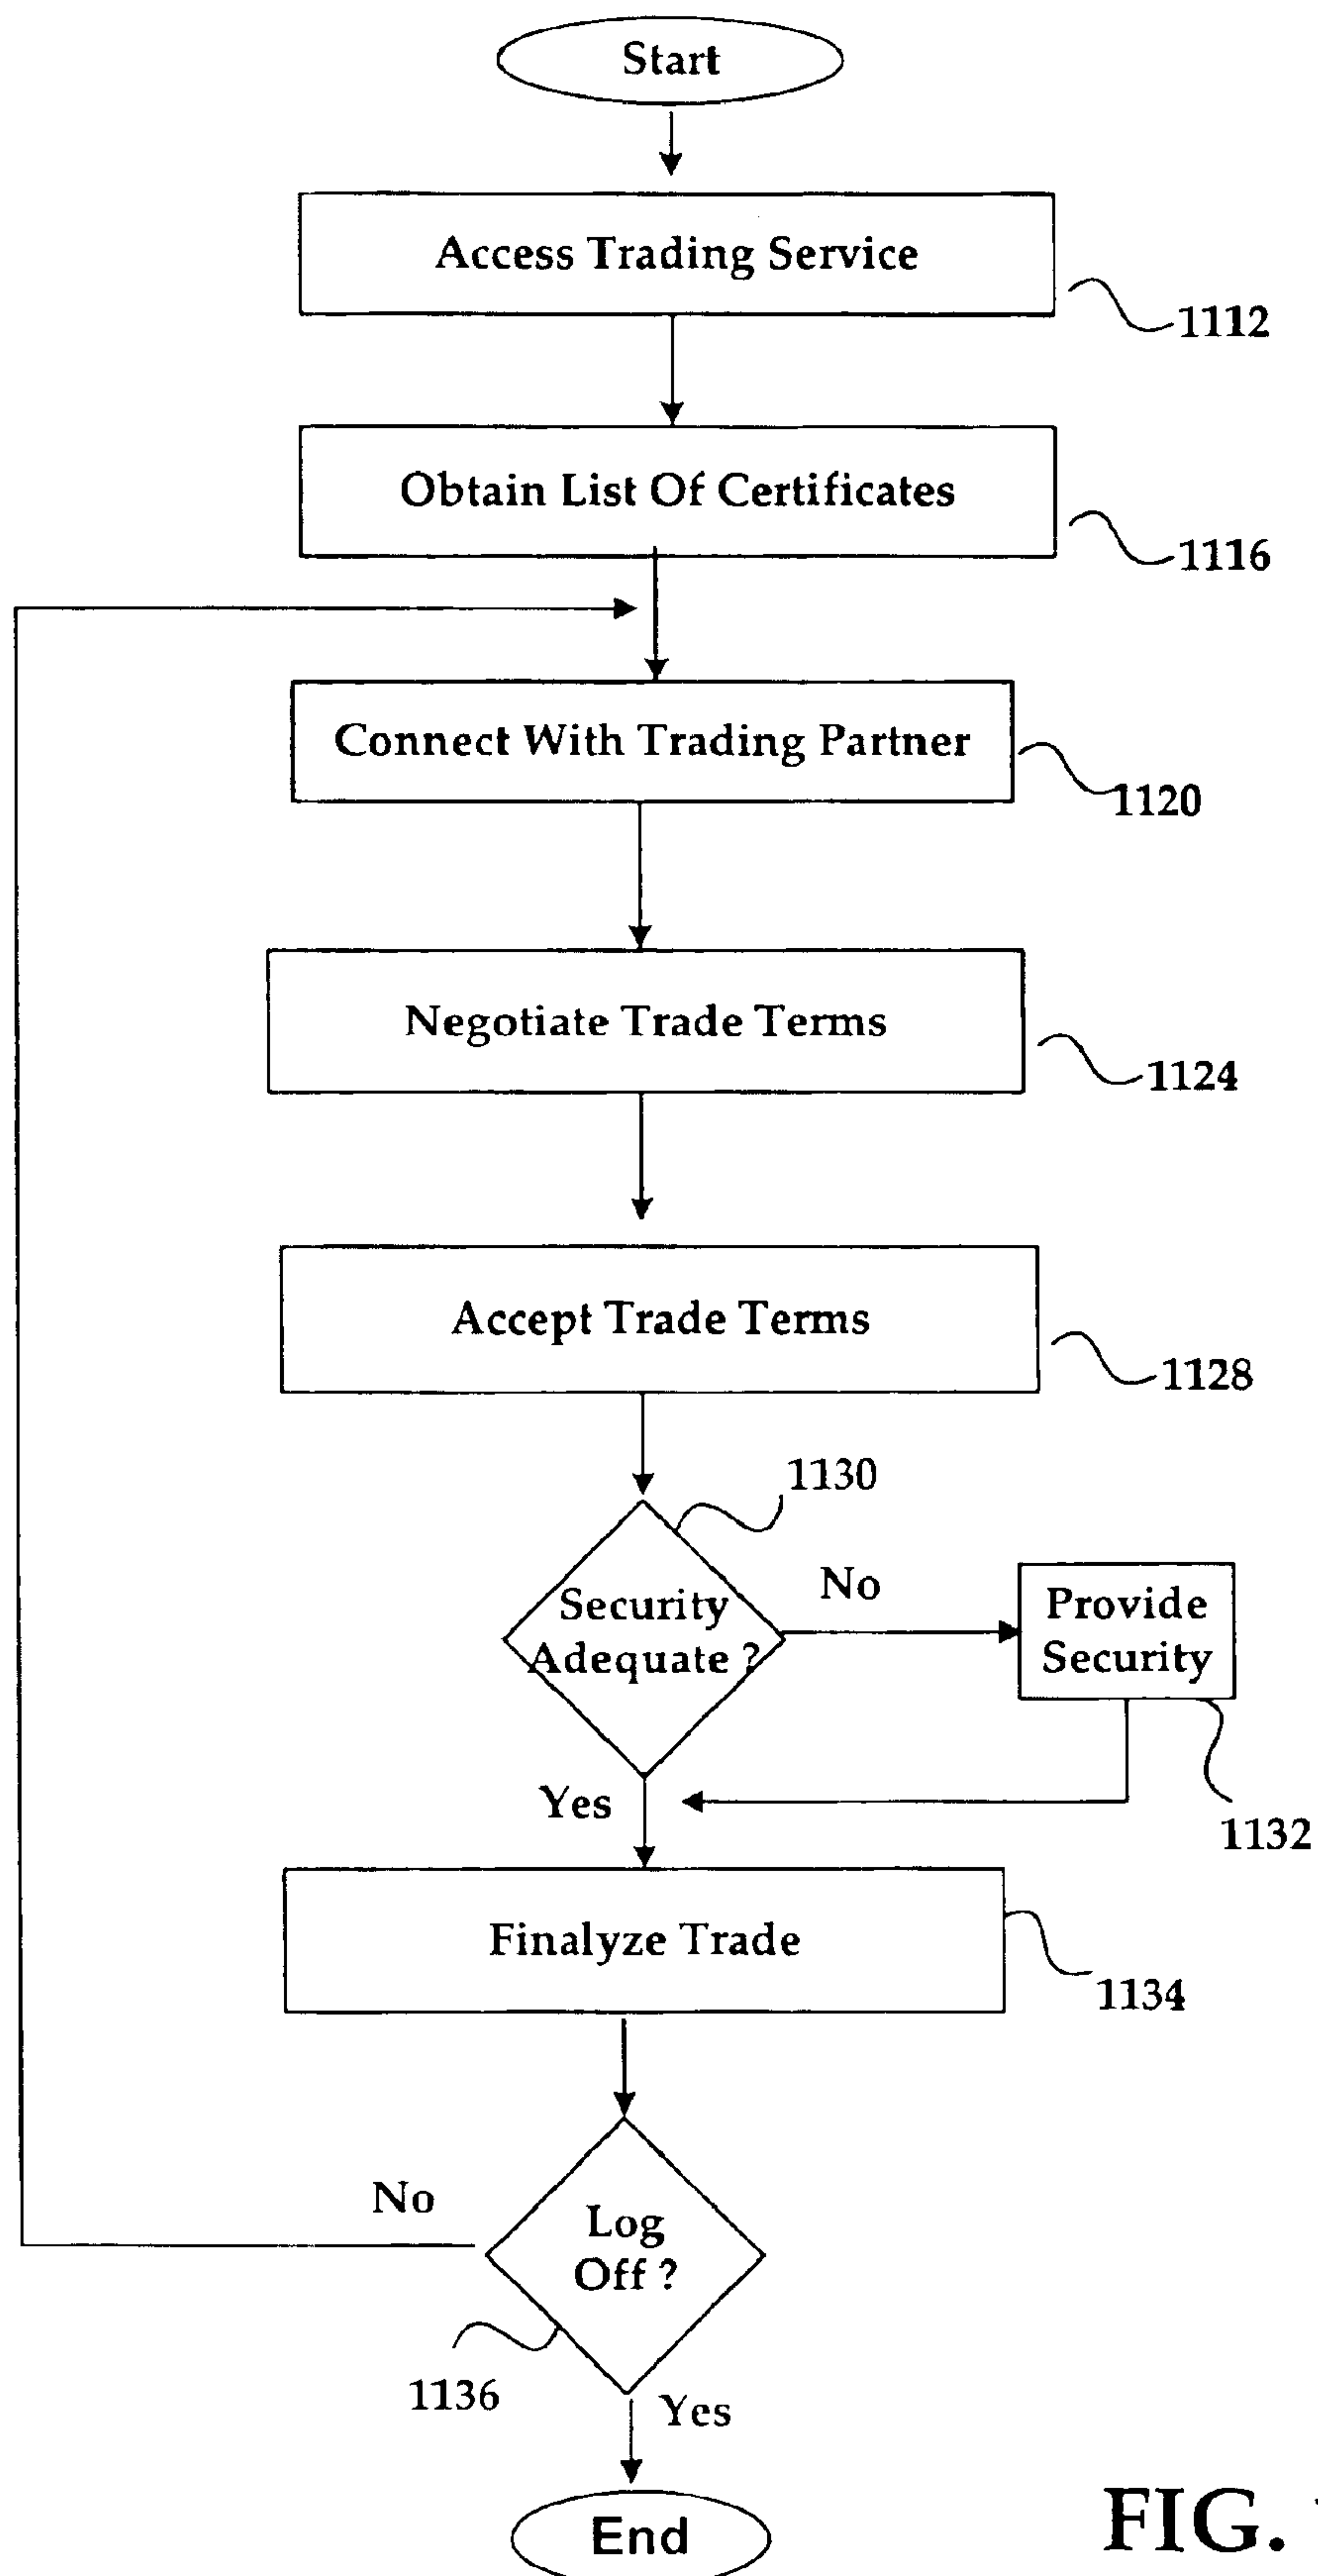 Start
Access Trading Service
1112
Obtain List Of Certificates
1116
Connect With Trading Partner
1120
Negotiate Trade Terms
1124
Accept Trade Terms
1128
1130
Security
Adequate ?
No
Provide
Security
Yes
1132
Finalyze Trade
1134
No
Log
Off ?
1136
Yes
End
FIG.